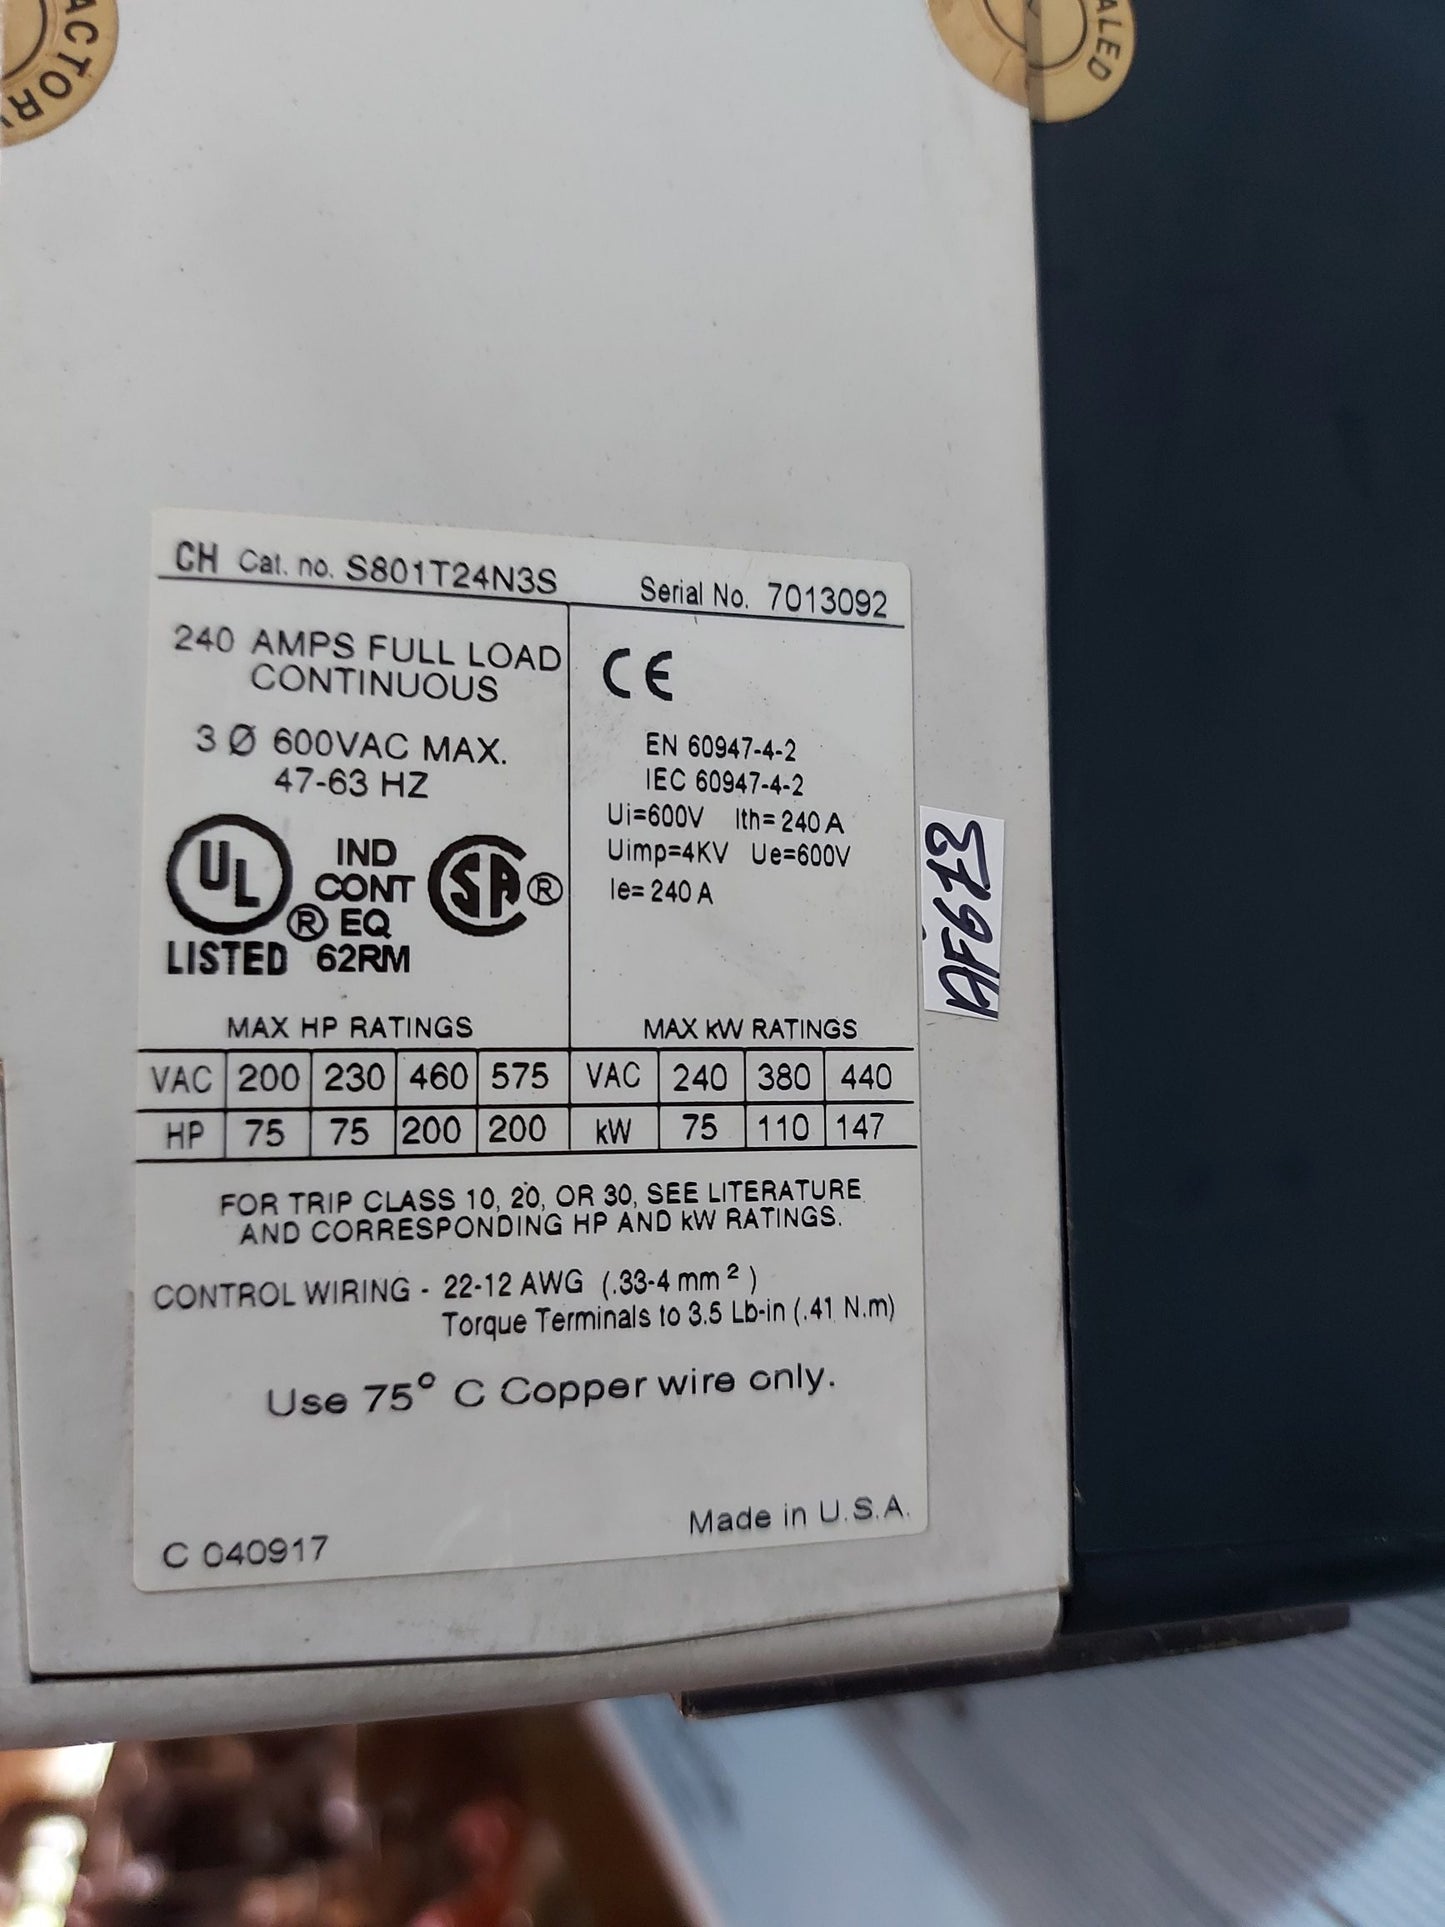 ACTORY
ALED
CH Cat. no. S801T24N3S Serial No. 7013092
240 AMPS FULL LOAD
CONTINUOUS
3 Ø 600VAC MAX.
47-63 HZ
UL ® LISTED
IND
CONT
EQ
62RM
SA ®
CE
EN 60947-4-2
IEC 60947-4-2
Ui=600V Ith= 240 A
Uimp=4KV Ue=600V
Ie= 240 A
MAX HP RATINGS
VAC 200 230 460 575
HP 75 75 200 200
MAX kW RATINGS
VAC 240 380 440
kW 75 110 147
FOR TRIP CLASS 10, 20, OR 30, SEE LITERATURE
AND CORRESPONDING HP AND kW RATINGS.
CONTROL WIRING - 22-12 AWG (.33-4 mm²)
Torque Terminals to 3.5 Lb-in (.41 N.m)
Use 75° C Copper wire only.
Made in U.S.A.
C 040917